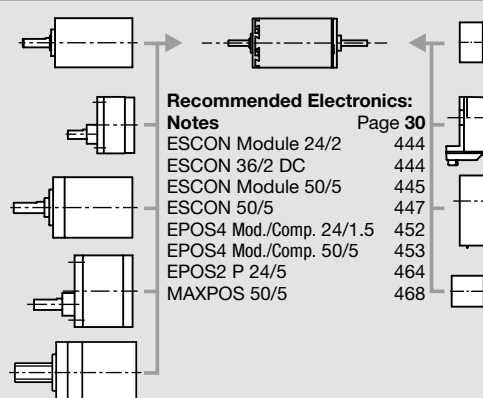 Recommended Electronics:
Notes Page 30
ESCON Module 24/2 444
ESCON 36/2 DC 444
ESCON Module 50/5 445
ESCON 50/5 447
EPOS4 Mod./Comp. 24/1.5 452
EPOS4 Mod./Comp. 50/5 453
EPOS2 P 24/5 464
MAXPOS 50/5 468